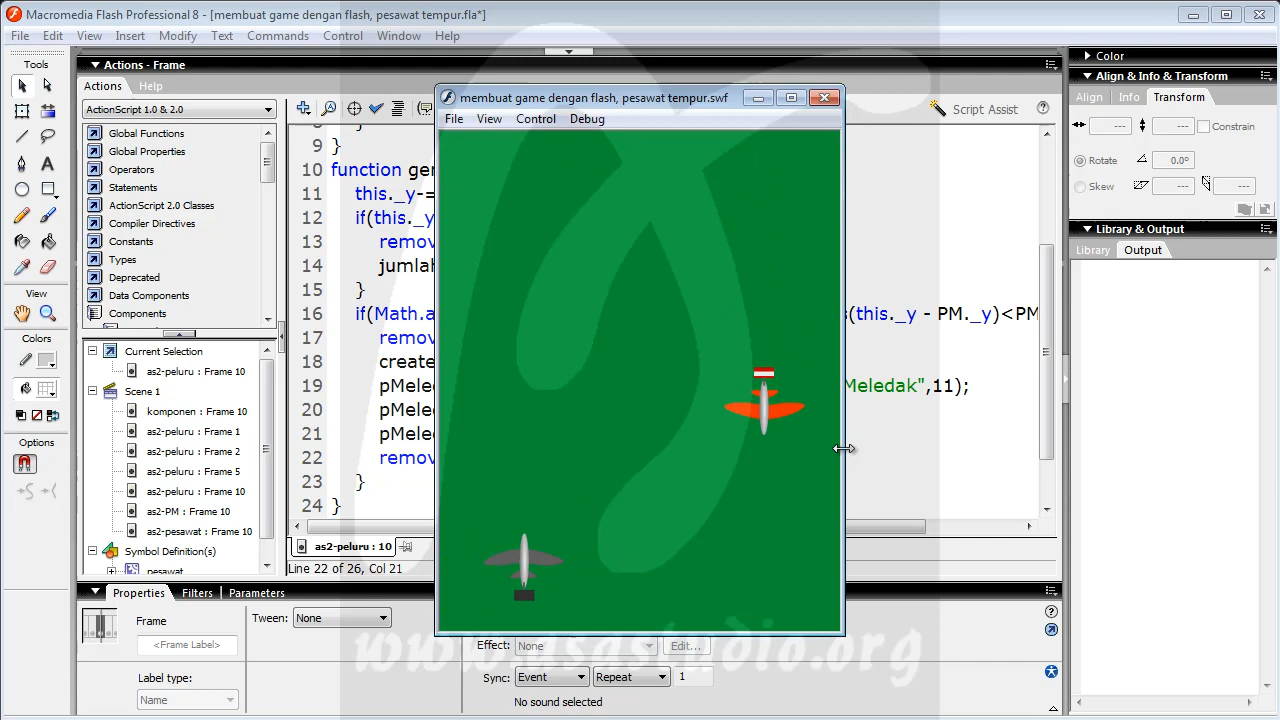 Macromedia Flash Professional 8 - [membuat game dengan flash, pesawat tempur.fla*]
File Edit View Insert Modify Text Commands Control Window Help
Tools
View
Colors
Options
Actions - Frame
Actions Help
ActionScript 1.0 & 2.0
Script Assist
Global Functions
Global Properties
Operators
Statements
ActionScript 2.0 Classes
Compiler Directives
Constants
Types
Deprecated
Data Components
Components
Current Selection
as2-peluru : Frame 10
Scene 1
komponen : Frame 10
as2-peluru : Frame 1
as2-peluru : Frame 2
as2-peluru : Frame 5
as2-peluru : Frame 10
as2-PM : Frame 10
as2-pesawat : Frame 10
Symbol Definition(s)
pesawat
9 }
10 function ger
11 this._y-=
12 if(this._y
13 remov
14 jumlah
15 }
16 if(Math.a s(this._y - PM._y)<PM
17 remov
18 create
19 pMeled Meledak",11);
20 pMeled
21 pMeled
22 remov
23 }
24 }
as2-peluru : 10
Line 22 of 26, Col 21
membuat game dengan flash, pesawat tempur.swf
File View Control Debug
Color
Align & Info & Transform
Align Info Transform
--- --- Constrain
Rotate 0.0°
Skew --- ---
Library & Output
Library Output
Properties Filters Parameters
Frame
<Frame Label>
Label type:
Name
Tween: None
Effect: None Edit...
Sync: Event Repeat 1
No sound selected
www.asastudio.org